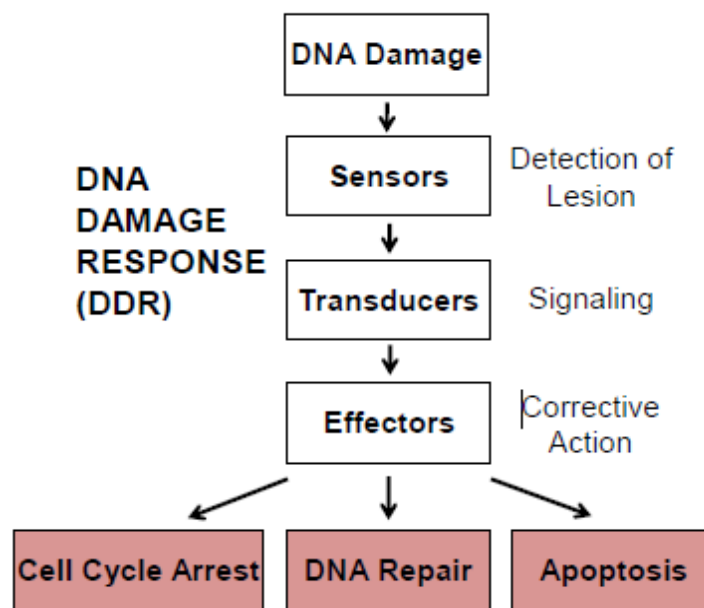 DNA Damage
Sensors
Detection of
Lesion
DNA
DAMAGE
RESPONSE
(DDR)
Transducers
Signaling
Effectors
Corrective
Action
Cell Cycle Arrest
DNA Repair
Apoptosis